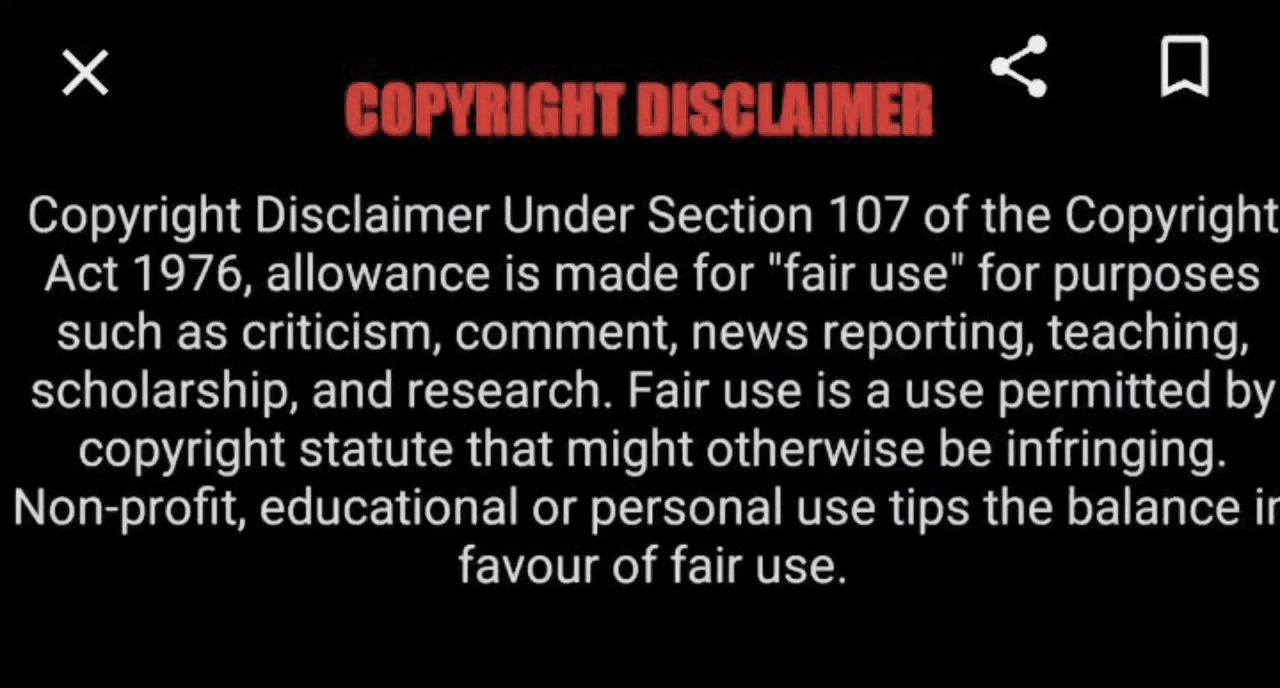 COPYRIGHT DISCLAIMER
Copyright Disclaimer Under Section 107 of the Copyright
Act 1976, allowance is made for "fair use" for purposes
such as criticism, comment, news reporting, teaching,
scholarship, and research. Fair use is a use permitted by
copyright statute that might otherwise be infringing.
Non-profit, educational or personal use tips the balance in
favour of fair use.